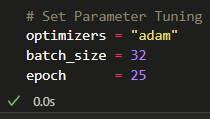 # Set Parameter Tuning
optimizers = "adam"
batch_size = 32
epoch      = 25
0.0s